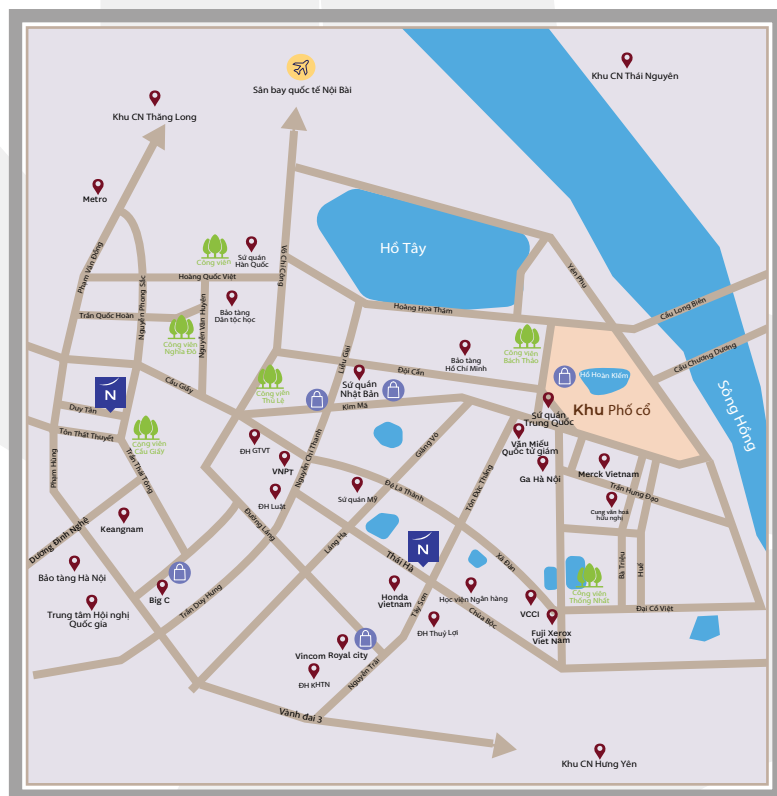 Khu CN Thái Nguyên
Sân bay quốc tế Nội Bài
Khu CN Thăng Long
Metro
Phạm Văn Đồng
Công viên
Sứ quán
Hàn Quốc
Võ Chí Công
Hồ Tây
Yên Phụ
Hoàng Quốc Việt
Nguyễn Phong Sắc
Bảo tàng
Dân tộc học
Trần Quốc Hoàn
Nguyễn Văn Huyên
Công viên
Nghĩa Đô
Hoàng Hoa Thám
Cầu Long Biên
Cầu Chương Dương
Sông Hồng
Liễu Giai
Công viên
Bách Thảo
Bảo tàng
Hồ Chí Minh
Đội Cấn
Hồ Hoàn Kiếm
Khu Phố cổ
Công viên
Thủ Lệ
Sứ quán
Nhật Bản
Kim Mã
Cầu Giấy
N
Duy Tân
Tôn Thất Thuyết
Công viên
Cầu Giấy
Trần Thái Tông
Phạm Hùng
Sứ quán
Trung Quốc
Văn Miếu
Quốc tử giám
Ga Hà Nội
Merck Vietnam
Trần Hưng Đạo
Cung văn hoá
hữu nghị
ĐH GTVT
VNPT
ĐH Luật
Nguyễn Chí Thanh
Giảng Võ
Sứ quán Mỹ
Đê La Thành
Tôn Đức Thắng
Keangnam
Dương Đình Nghệ
Đường Láng
Láng Hạ
Thái Hà
N
Xã Đàn
Bà Triệu
Huế
Công viên
Thống Nhất
Đại Cồ Việt
Bảo tàng Hà Nội
Trung tâm Hội nghị
Quốc gia
Big C
Trần Duy Hưng
Honda
Vietnam
Tây Sơn
Học viện Ngân hàng
Chùa Bộc
ĐH Thuỷ Lợi
VCCI
Fuji Xerox
Viet Nam
Vincom Royal city
ĐH KHTN
Nguyễn Trãi
Vành đai 3
Khu CN Hưng Yên